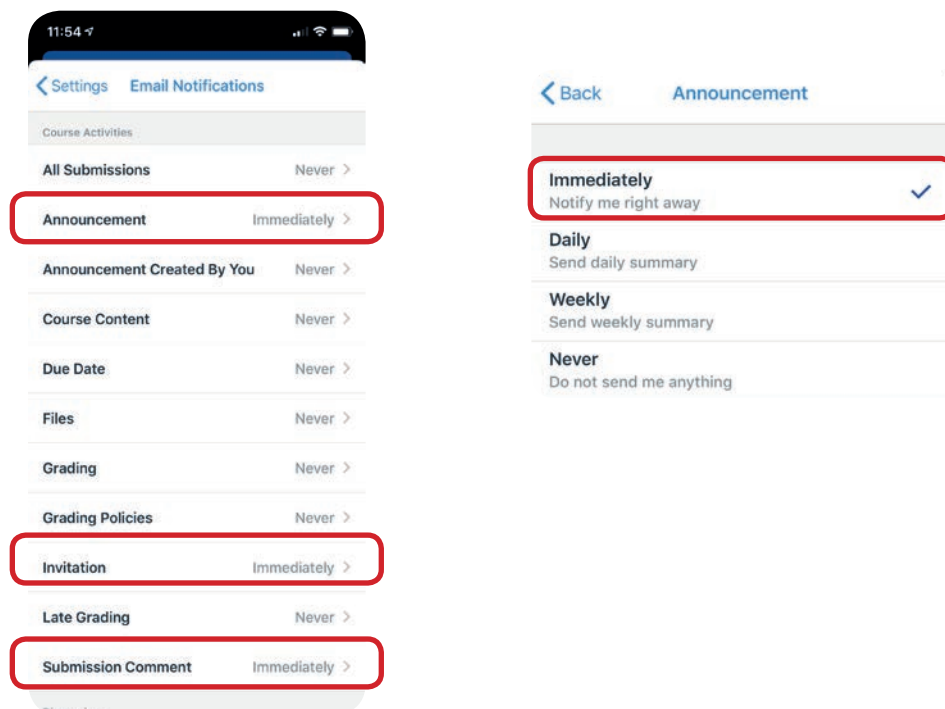 11:54
Settings Email Notifications
Course Activities
All Submissions Never
Announcement Immediately
Announcement Created By You Never
Course Content Never
Due Date Never
Files Never
Grading Never
Grading Policies Never
Invitation Immediately
Late Grading Never
Submission Comment Immediately
Back Announcement
Immediately
Notify me right away
Daily
Send daily summary
Weekly
Send weekly summary
Never
Do not send me anything